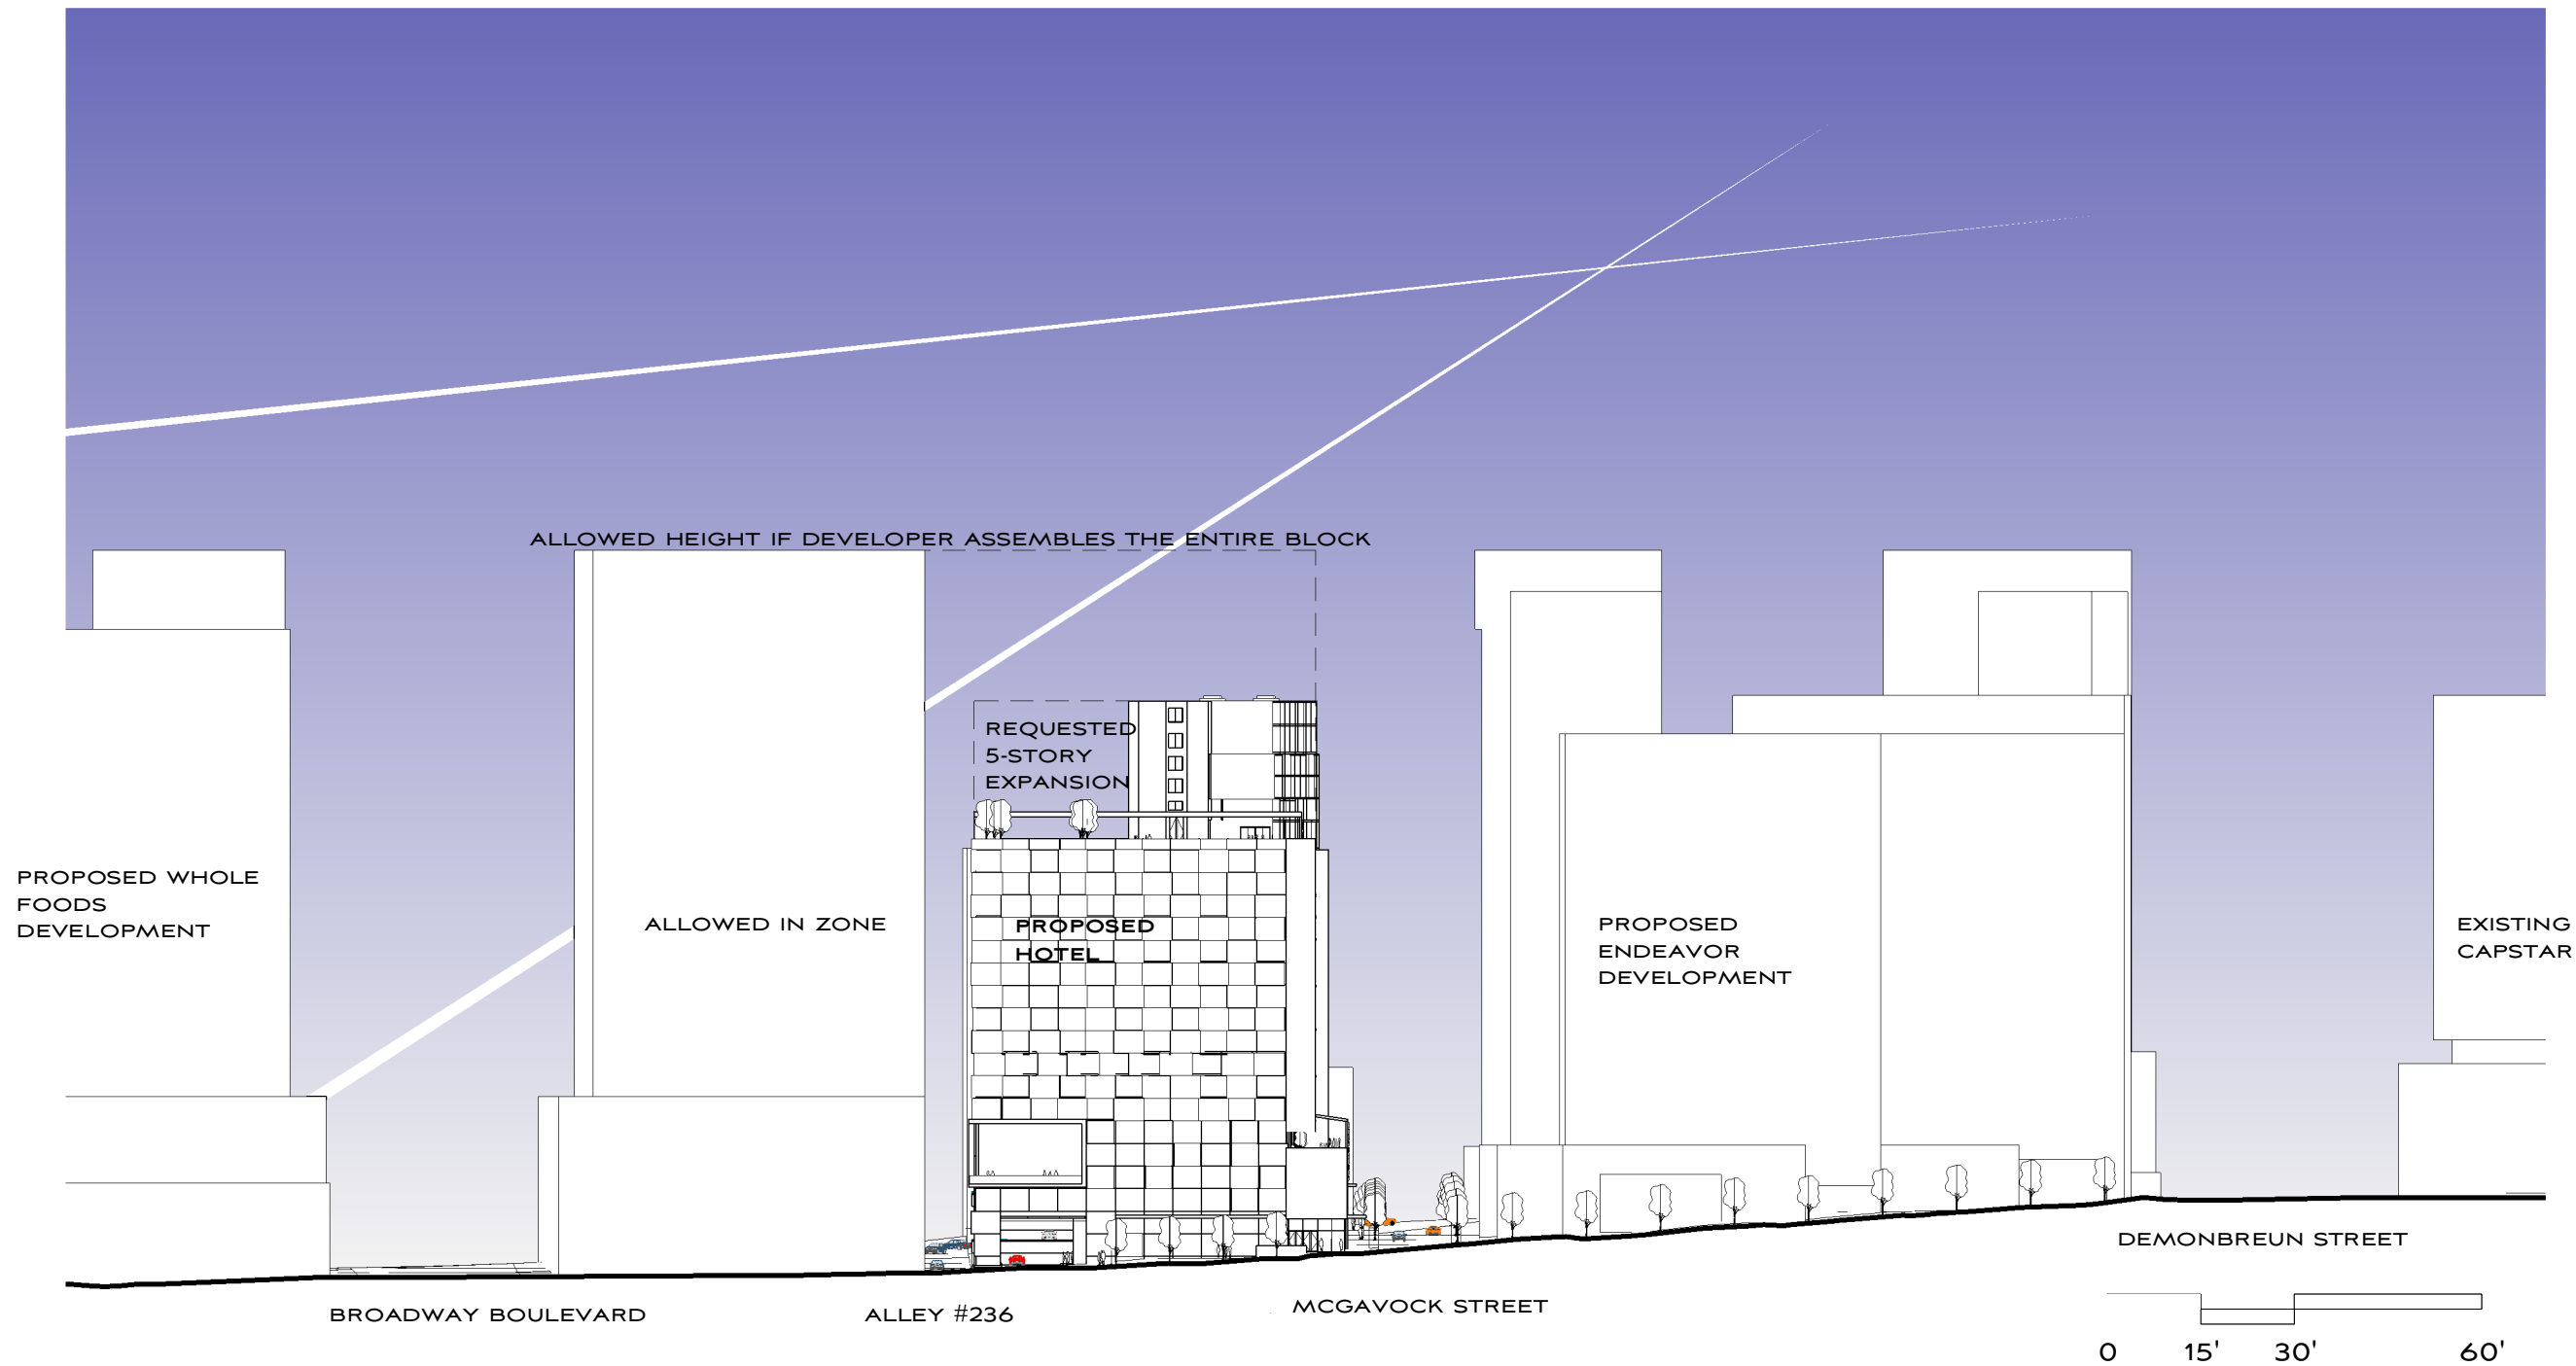 ALLOWED HEIGHT IF DEVELOPER ASSEMBLES THE ENTIRE BLOCK
REQUESTED
5-STORY
EXPANSION
PROPOSED WHOLE
FOODS
DEVELOPMENT
ALLOWED IN ZONE
PROPOSED
HOTEL
PROPOSED
ENDEAVOR
DEVELOPMENT
EXISTING
CAPSTAR
DEMONBREUN STREET
BROADWAY BOULEVARD
ALLEY #236
MCGAVOCK STREET
0 15' 30' 60'